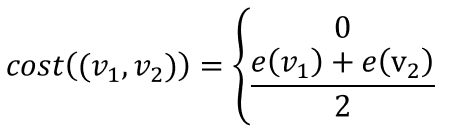 cost((v₁, v₂)) = { 0
e(v₁) + e(v₂)
2